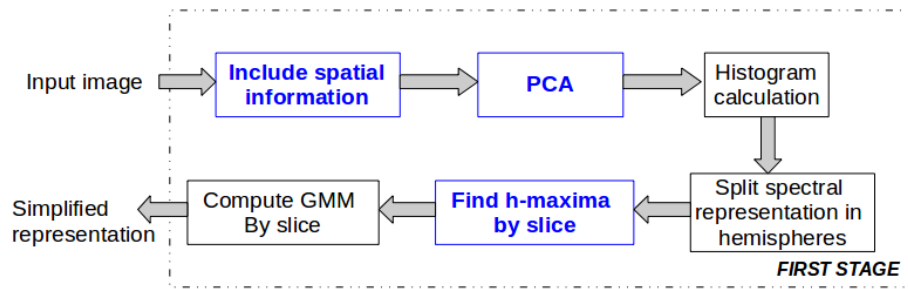 Input image
Include spatial
information
PCA
Histogram
calculation
Split spectral
representation in
hemispheres
Find h-maxima
by slice
Compute GMM
By slice
Simplified
representation
FIRST STAGE